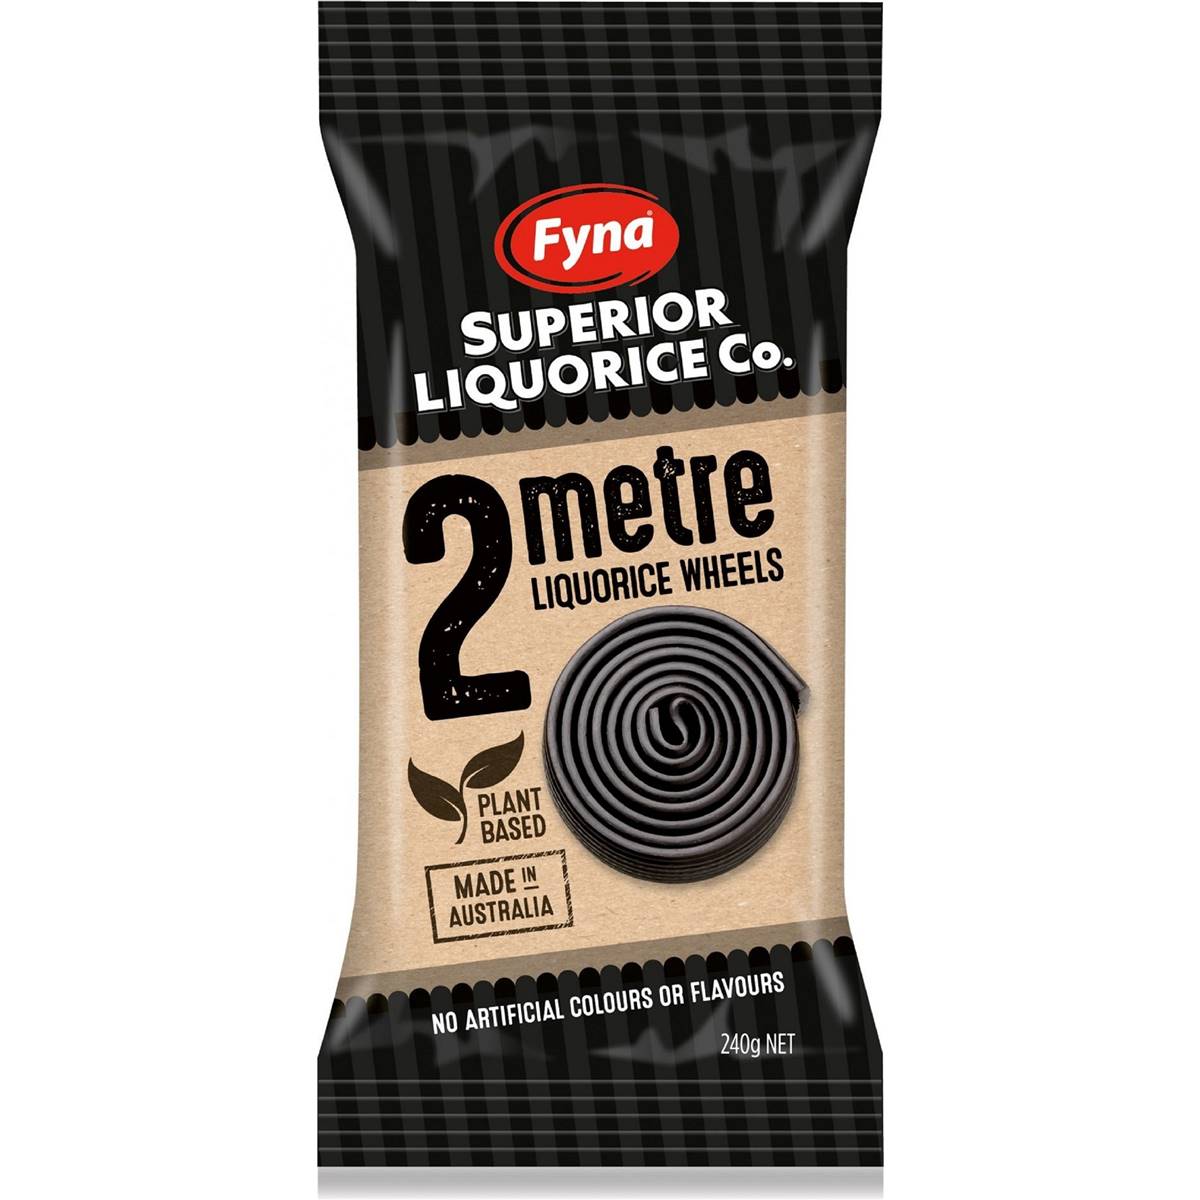 Fyna®
SUPERIOR
LIQUORICE Co.
2 metre
LIQUORICE WHEELS
PLANT
BASED
MADE IN
AUSTRALIA
NO ARTIFICIAL COLOURS OR FLAVOURS
240g NET